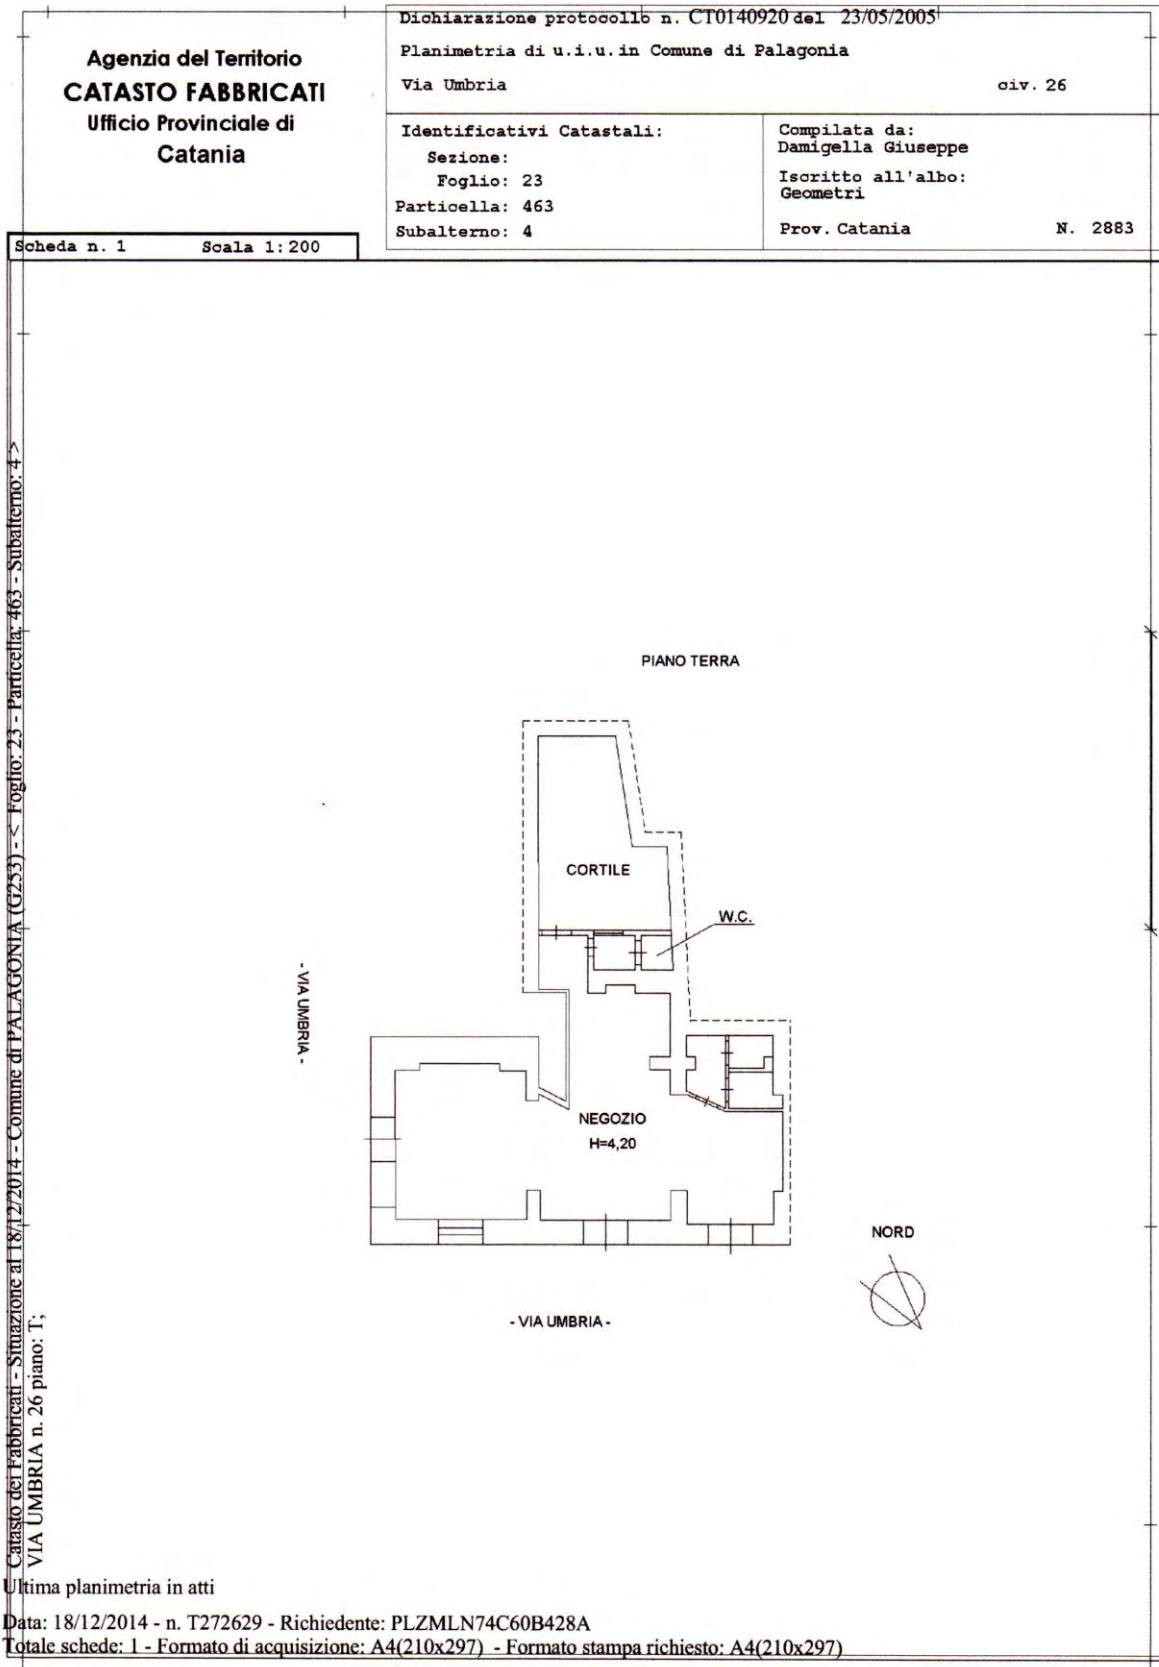 Agenzia del Territorio
CATASTO FABBRICATI
Ufficio Provinciale di
Catania
Dichiarazione protocollo n. CT0140920 del 23/05/2005
Planimetria di u.i.u. in Comune di Palagonia
Via Umbria civ. 26
Identificativi Catastali:
Sezione:
Foglio: 23
Particella: 463
Subalterno: 4
Compilata da:
Damigella Giuseppe
Iscritto all'albo:
Geometri
Prov. Catania N. 2883
Scheda n. 1 Scala 1:200
PIANO TERRA
CORTILE
W.C.
- VIA UMBRIA -
NEGOZIO
H=4,20
NORD
- VIA UMBRIA -
Catasto dei Fabbricati - Situazione al 18/12/2014 - Comune di PALAGONIA (G253) - < Foglio: 23 - Particella: 463 - Subalterno: 4 >
VIA UMBRIA n. 26 piano: T;
Ultima planimetria in atti
Data: 18/12/2014 - n. T272629 - Richiedente: PLZMLN74C60B428A
Totale schede: 1 - Formato di acquisizione: A4(210x297) - Formato stampa richiesto: A4(210x297)